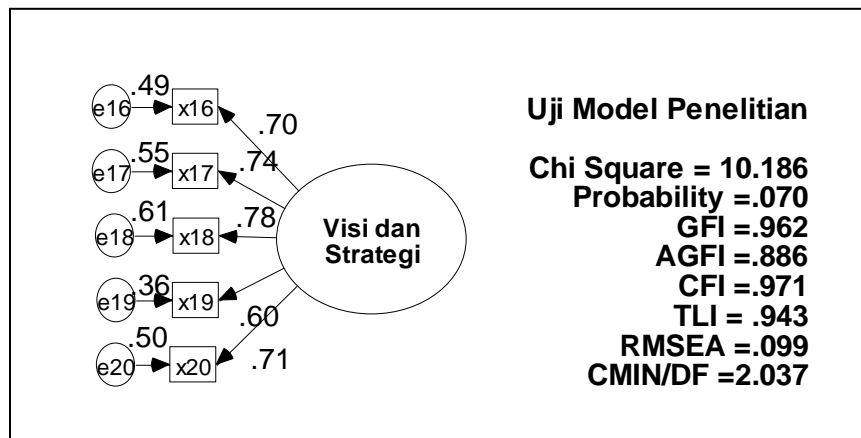 .49
e16 x16
.70
.55
e17 x17
.74
.61
e18 x18
.78
.36
e19 x19
.60
.50
e20 x20
.71
Visi dan
Strategi
Uji Model Penelitian
Chi Square = 10.186
Probability =.070
GFI =.962
AGFI =.886
CFI =.971
TLI = .943
RMSEA =.099
CMIN/DF =2.037